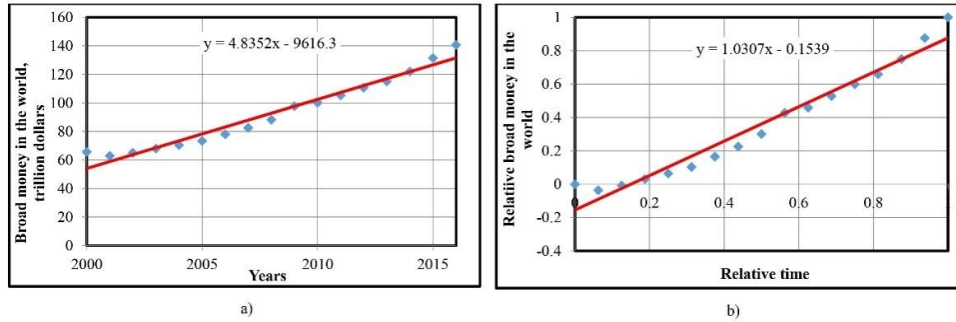 160
140
120
100
80
60
40
20
0
Broad money in the world,
trillion dollars
y = 4.8352x - 9616.3
2000
2005
2010
2015
Years
a)
1
0.8
0.6
0.4
0.2
0
-0.2
-0.4
Relative broad money in the
world
y = 1.0307x - 0.1539
0
0.2
0.4
0.6
0.8
Relative time
b)